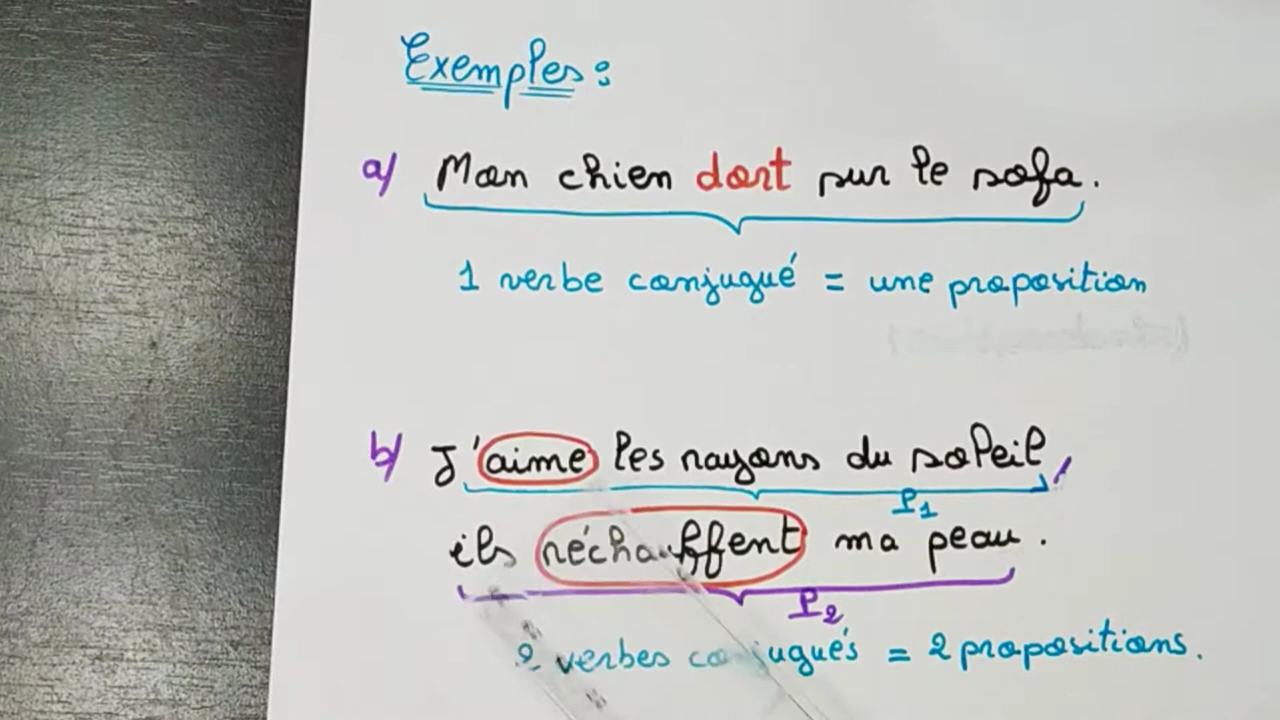 Exemples :
a/ Mon chien dort sur le sofa.
1 verbe conjugué = une proposition
b/ J'aime les rayons du soleil,
P1
ils réchauffent ma peau.
P2
2 verbes conjugués = 2 propositions.